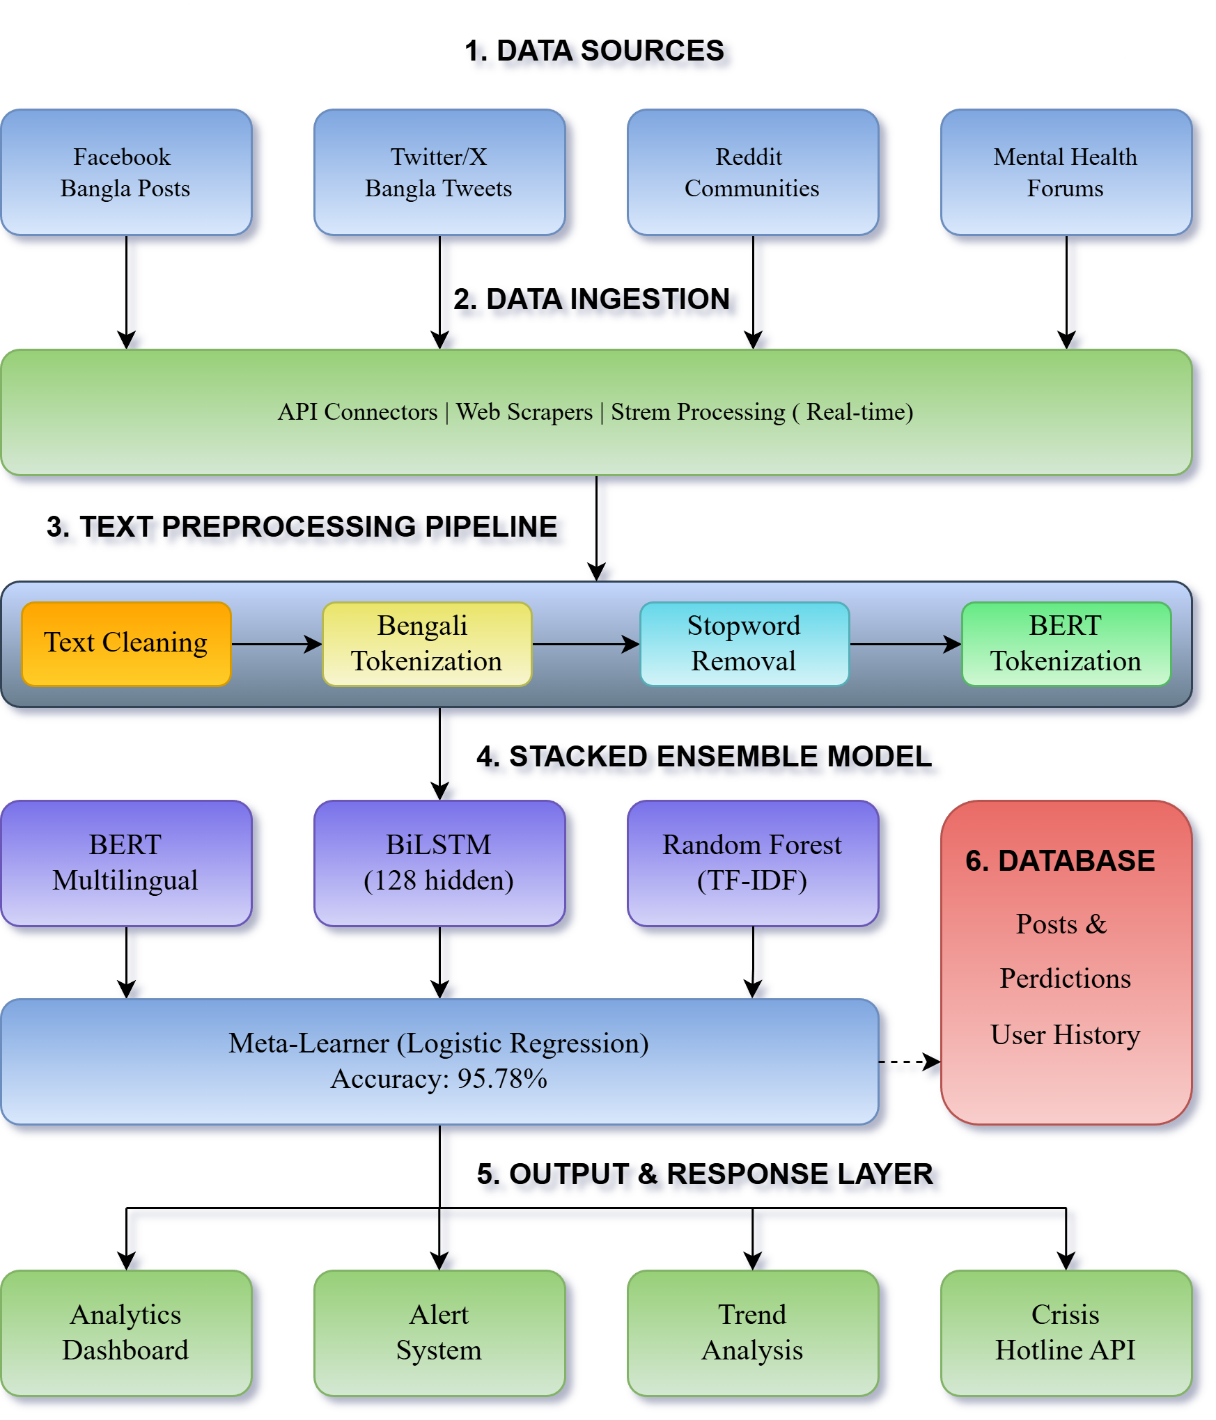 1. DATA SOURCES
Facebook
Bangla Posts
Twitter/X
Bangla Tweets
Reddit
Communities
Mental Health
Forums
2. DATA INGESTION
API Connectors | Web Scrapers | Strem Processing ( Real-time)
3. TEXT PREPROCESSING PIPELINE
Text Cleaning
Bengali
Tokenization
Stopword
Removal
BERT
Tokenization
4. STACKED ENSEMBLE MODEL
BERT
Multilingual
BiLSTM
(128 hidden)
Random Forest
(TF-IDF)
6. DATABASE
Posts &
Perdictions
User History
Meta-Learner (Logistic Regression)
Accuracy: 95.78%
5. OUTPUT & RESPONSE LAYER
Analytics
Dashboard
Alert
System
Trend
Analysis
Crisis
Hotline API